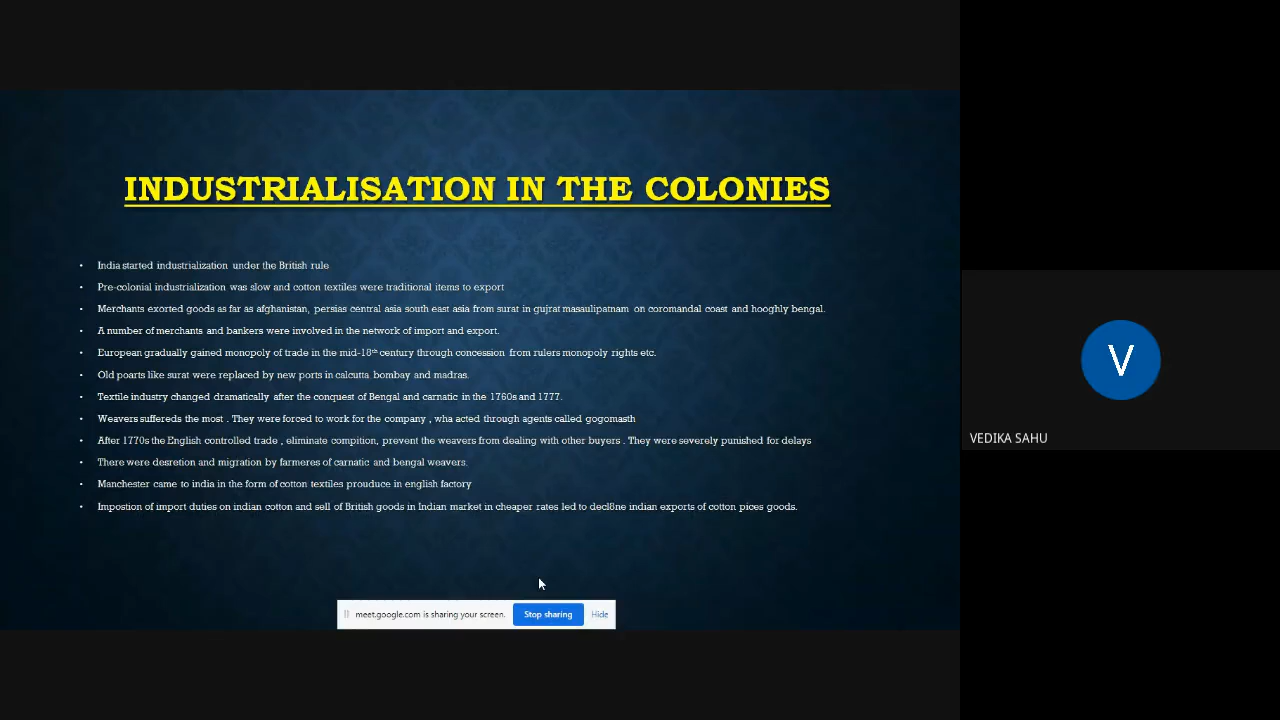 INDUSTRIALISATION IN THE COLONIES
• India started industrialization under the British rule
• Pre-colonial industrialization was slow and cotton textiles were traditional items to export
• Merchants exorted goods as far as afghanistan, persias central asia south east asia from surat in gujrat masaulipatnam on coromandal coast and hooghly bengal.
• A number of merchants and bankers were involved in the network of import and export.
• European gradually gained monopoly of trade in the mid-18th century through concession from rulers monopoly rights etc.
• Old poarts like surat were replaced by new ports in calcutta, bombay and madras.
• Textile industry changed dramatically after the conquest of Bengal and carnatic in the 1760s and 1777.
• Weavers suffereds the most . They were forced to work for the company , wha acted through agents called gogomasth
• After 1770s the English controlled trade , eliminate compition, prevent the weavers from dealing with other buyers . They were severely punished for delays
• There were desretion and migration by farmeres of carnatic and bengal weavers.
• Manchester came to india in the form of cotton textiles prouduce in english factory
• Impostion of import duties on indian cotton and sell of British goods in Indian market in cheaper rates led to decl8ne indian exports of cotton pices goods.
meet.google.com is sharing your screen. Stop sharing Hide
V
VEDIKA SAHU